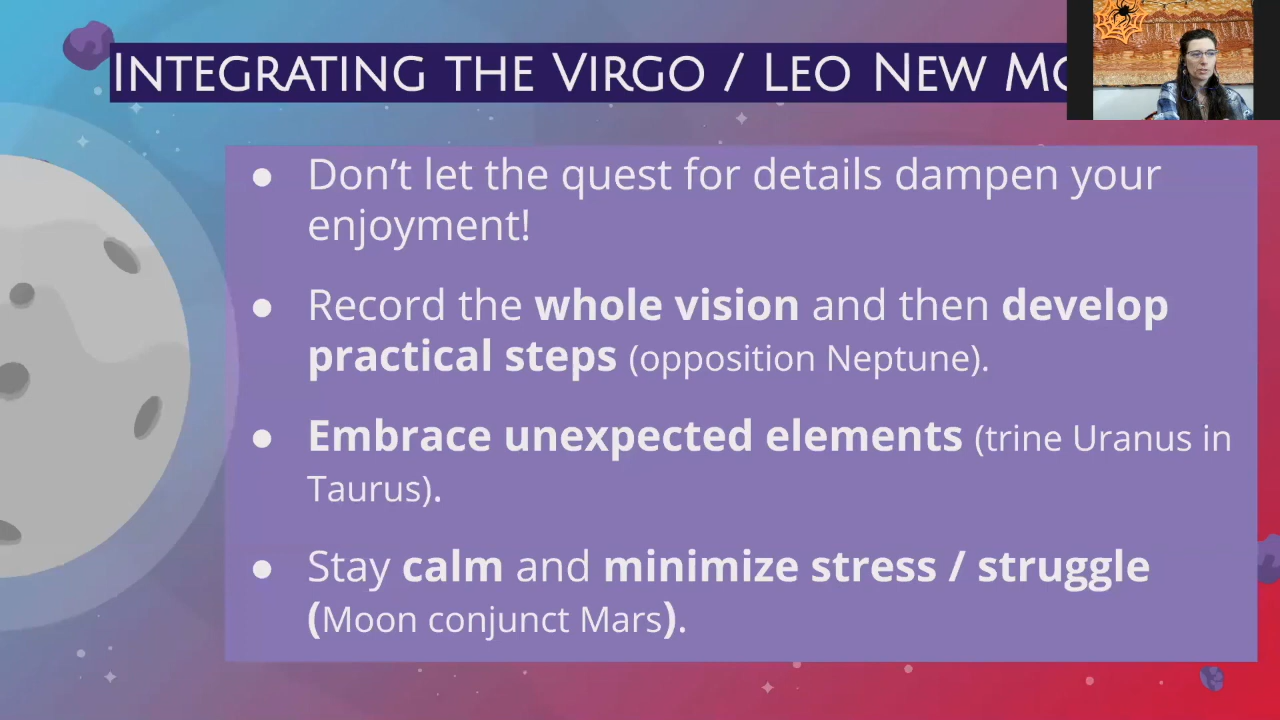 Integrating the Virgo / Leo New
● Don’t let the quest for details dampen your
enjoyment!
● Record the whole vision and then develop
practical steps (opposition Neptune).
● Embrace unexpected elements (trine Uranus in
Taurus).
● Stay calm and minimize stress / struggle
(Moon conjunct Mars).